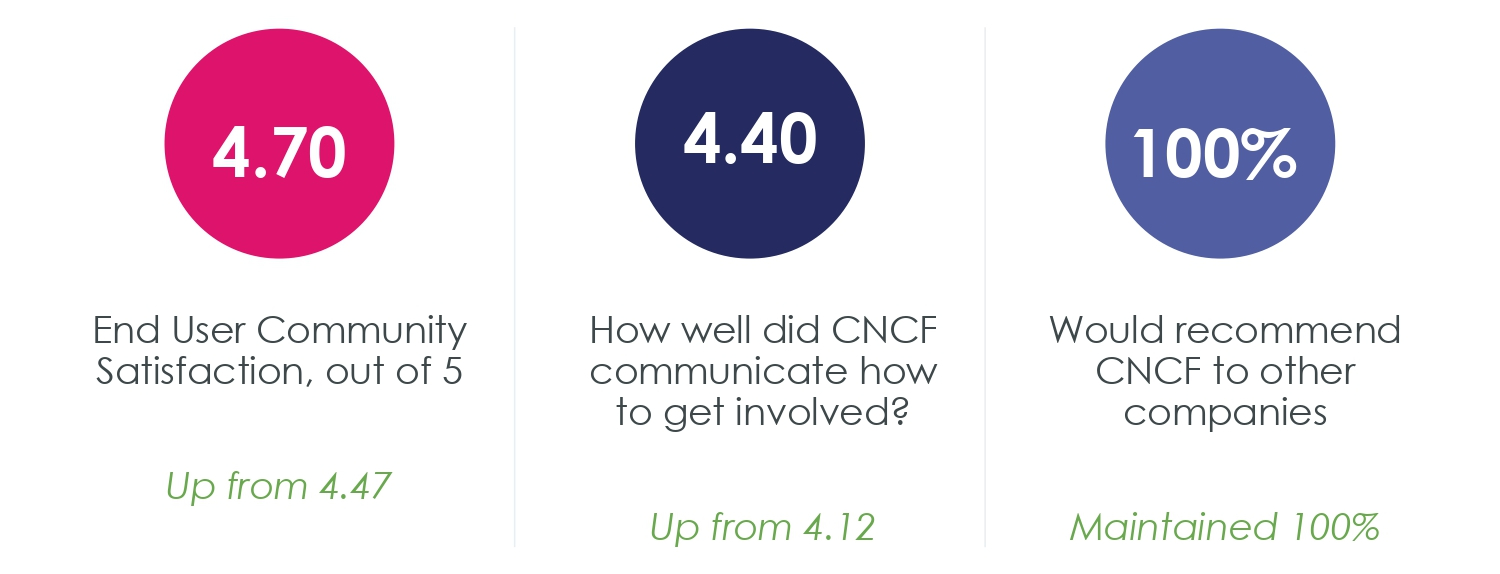 4.70
End User Community
Satisfaction, out of 5
Up from 4.47
4.40
How well did CNCF
communicate how
to get involved?
Up from 4.12
100%
Would recommend
CNCF to other
companies
Maintained 100%